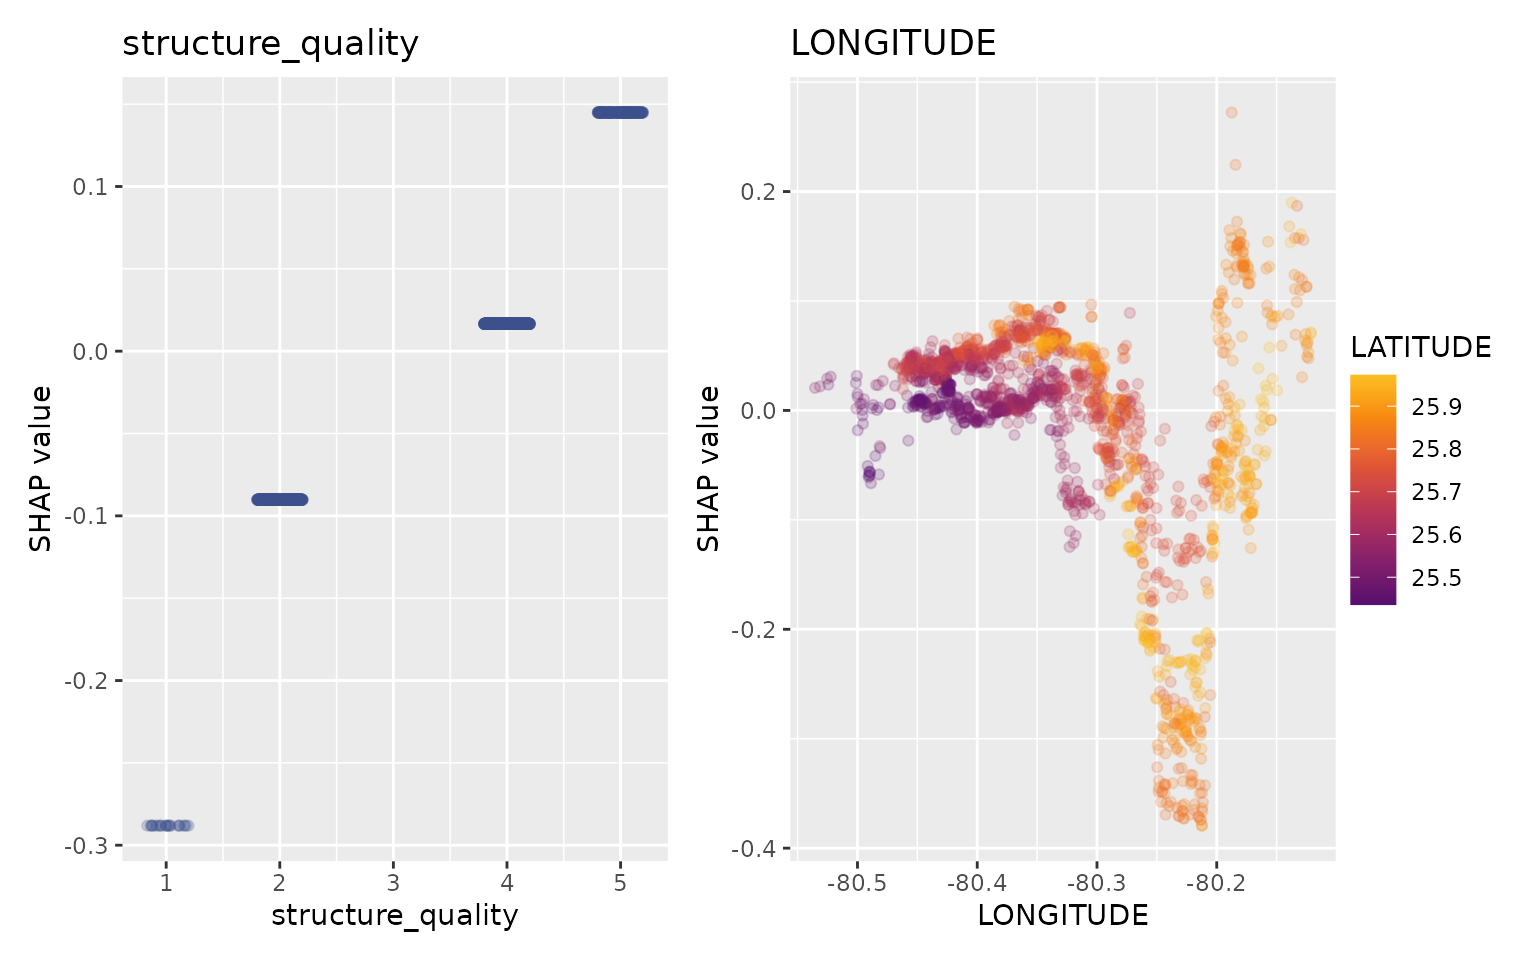 structure_quality
LONGITUDE
SHAP value
0.1
0.0
-0.1
-0.2
-0.3
1 2 3 4 5
structure_quality
SHAP value
0.2
0.0
-0.2
-0.4
-80.5 -80.4 -80.3 -80.2
LONGITUDE
LATITUDE
25.9
25.8
25.7
25.6
25.5